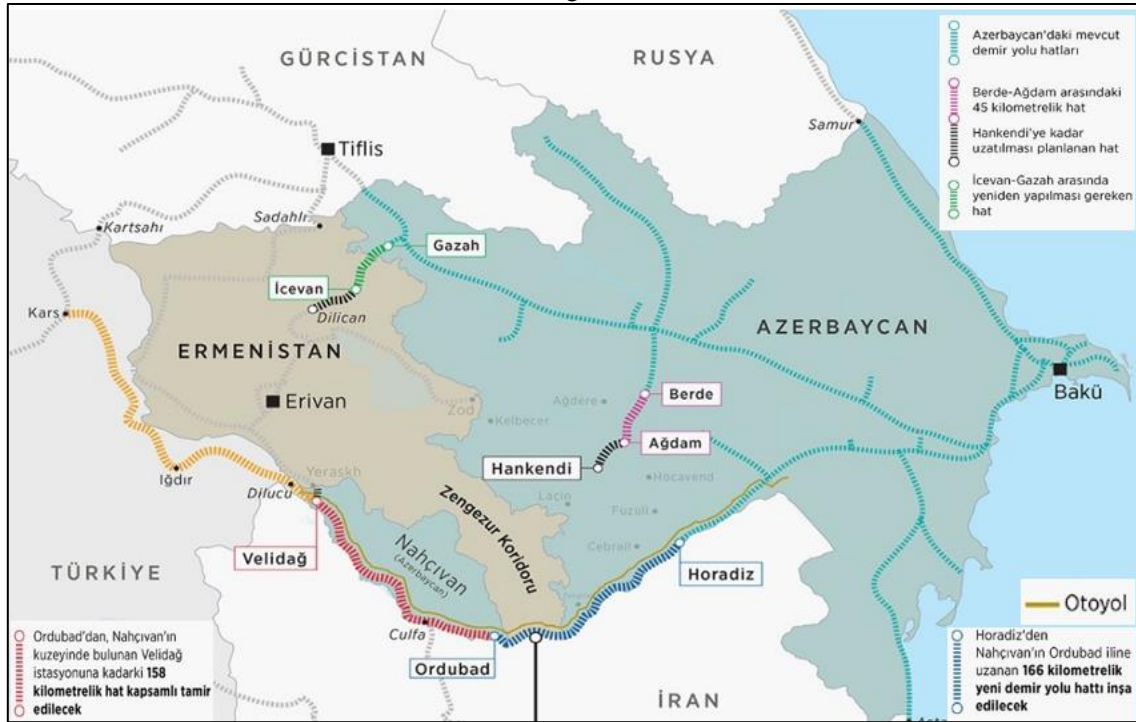 GÜRCİSTAN
RUSYA
Azerbaycan'daki mevcut
demir yolu hatları
Berde-Ağdam arasındaki
45 kilometrelik hat
Hankendi'ye kadar
uzatılması planlanan hat
İcevan-Gazah arasında
yeniden yapılması gereken
hat
Samur
Tiflis
Sadahlı
Kartsahı
Gazah
İcevan
Dilican
Kars
AZERBAYCAN
ERMENİSTAN
Erivan
Bakü
Zod
Ağdere
Kelbecer
Berde
Ağdam
Hankendi
Hocavend
Iğdır
Dilucu
Yeraskh
Laçın
Fuzuli
Cebrail
Zengezur Koridoru
Velidağ
Nahçıvan
(Azerbaycan)
Horadiz
TÜRKİYE
Culfa
Ordubad
İRAN
Otoyol
Ordubad'dan, Nahçıvan'ın
kuzeyinde bulunan Velidağ
istasyonuna kadarki 158
kilometrelik hat kapsamlı tamir
edilecek
Horadiz'den
Nahçıvan'ın Ordubad iline
uzanan 166 kilometrelik
yeni demir yolu hattı inşa
edilecek